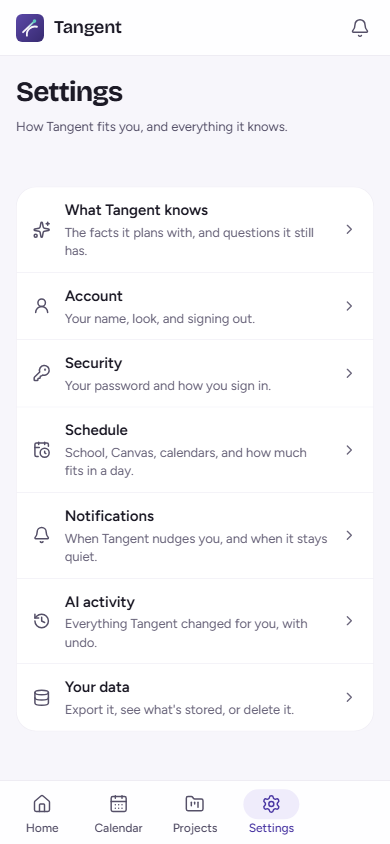 Tangent
Settings
How Tangent fits you, and everything it knows.
What Tangent knows
The facts it plans with, and questions it still
has.
Account
Your name, look, and signing out.
Security
Your password and how you sign in.
Schedule
School, Canvas, calendars, and how much
fits in a day.
Notifications
When Tangent nudges you, and when it stays
quiet.
AI activity
Everything Tangent changed for you, with
undo.
Your data
Export it, see what's stored, or delete it.
Home
Calendar
Projects
Settings